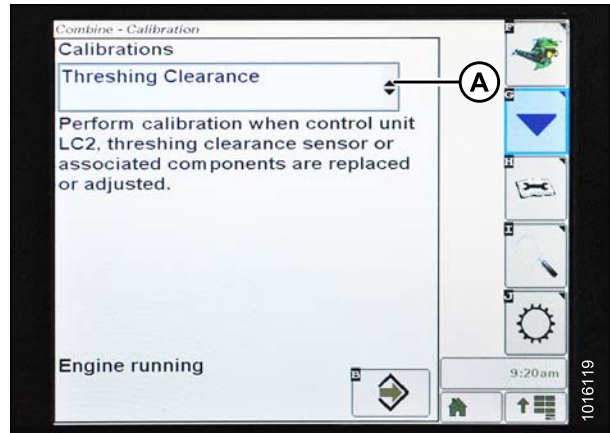 Combine - Calibration
Calibrations
Threshing Clearance
A
Perform calibration when control unit
LC2, threshing clearance sensor or
associated components are replaced
or adjusted.
Engine running
F
G
H
I
J
B
9:20am
1016119